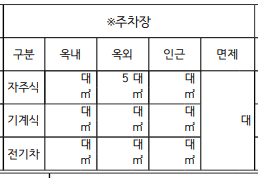 ※주차장
구분 옥내 옥외 인근 면제
자주식 대 5 대 대
㎡ ㎡ ㎡
기계식 대 대 대 대
㎡ ㎡ ㎡
전기차 대 대 대
㎡ ㎡ ㎡